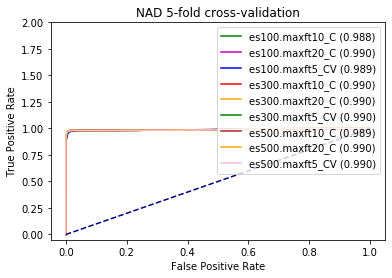 NAD 5-fold cross-validation
2.00
1.75
1.50
1.25
1.00
0.75
0.50
0.25
0.00
True Positive Rate
es100.maxft10_C (0.988)
es100.maxft20_C (0.990)
es100.maxft5_CV (0.989)
es300.maxft10_C (0.990)
es300.maxft20_C (0.990)
es300.maxft5_CV (0.990)
es500.maxft10_C (0.989)
es500.maxft20_C (0.990)
es500.maxft5_CV (0.990)
0.0 0.2 0.4 0.6 0.8 1.0
False Positive Rate